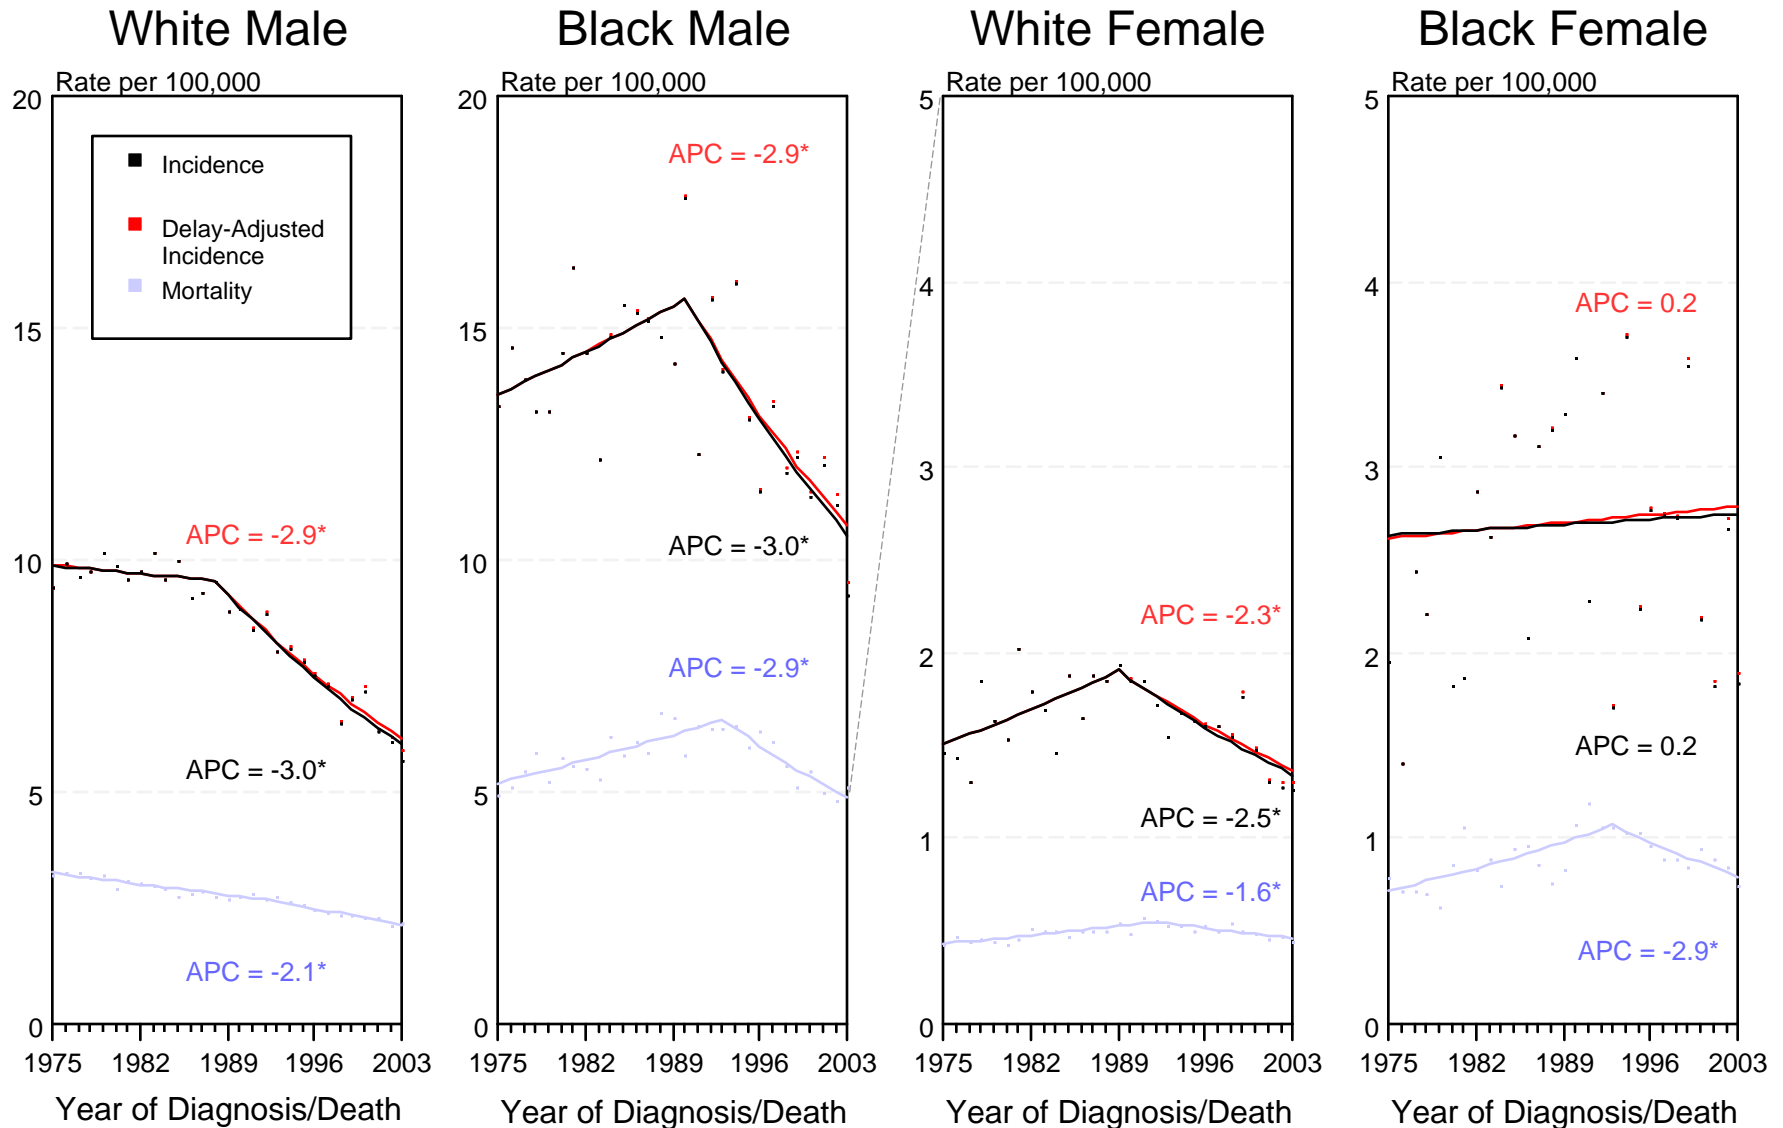 White Male
Black Male
White Female
Black Female
Rate per 100,000
Rate per 100,000
Rate per 100,000
Rate per 100,000
20
15
10
5
0
Incidence
Delay-Adjusted
Incidence
Mortality
APC = -2.9*
APC = -3.0*
APC = -2.1*
1975
1982
1989
1996
2003
Year of Diagnosis/Death
20
15
10
5
0
APC = -2.9*
APC = -3.0*
APC = -2.9*
1975
1982
1989
1996
2003
Year of Diagnosis/Death
5
4
3
2
1
0
APC = -2.3*
APC = -2.5*
APC = -1.6*
1975
1982
1989
1996
2003
Year of Diagnosis/Death
5
4
3
2
1
0
APC = 0.2
APC = 0.2
APC = -2.9*
1975
1982
1989
1996
2003
Year of Diagnosis/Death